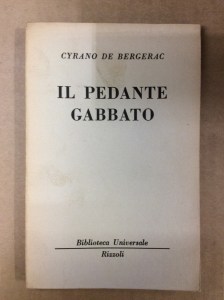 CYRANO DE BERGERAC
IL PEDANTE
GABBATO
Biblioteca Universale
Rizzoli